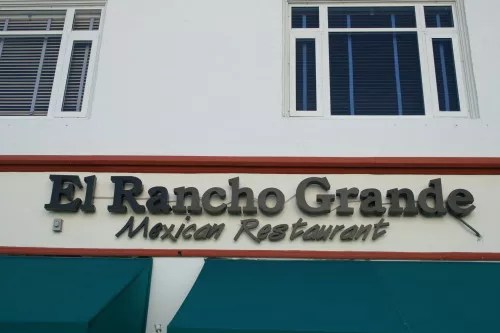 El Rancho Grande
Mexican Restaurant